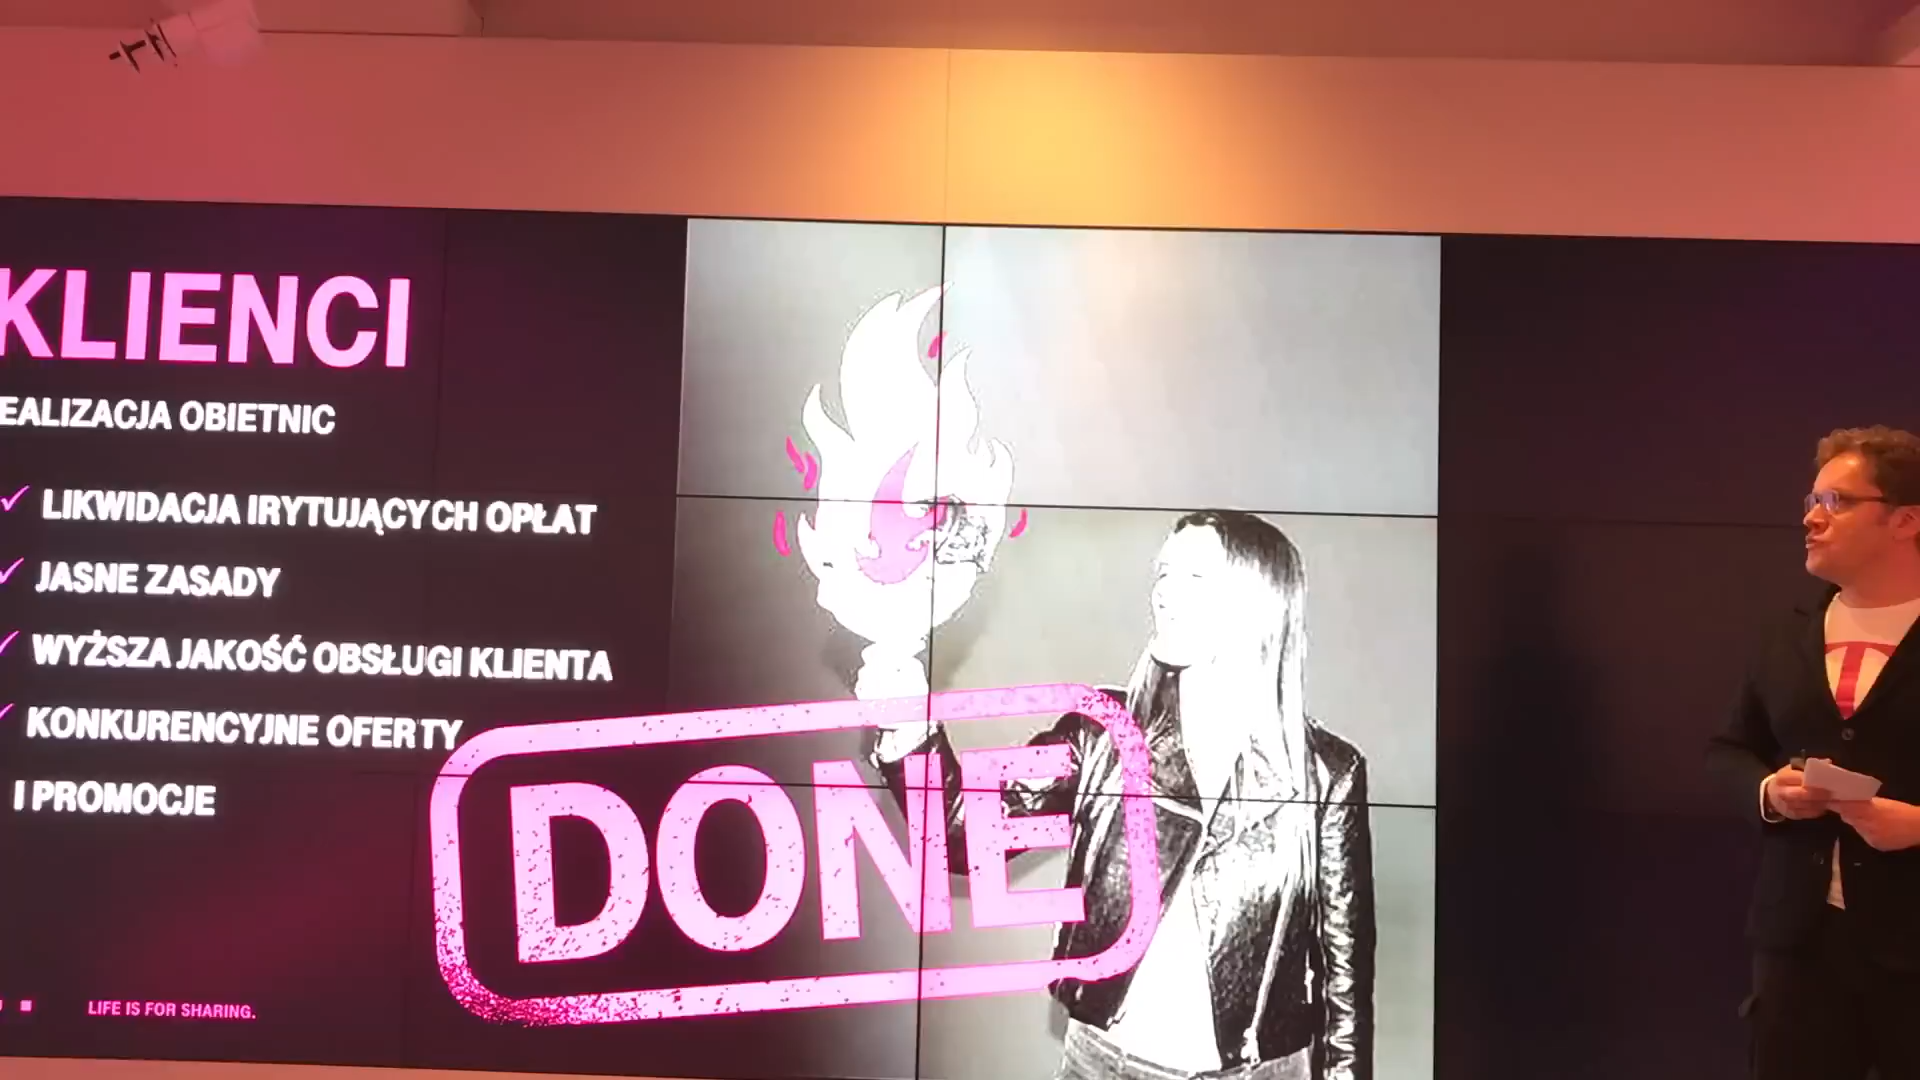 KLIENCI
EALIZACJA OBIETNIC
LIKWIDACJA IRYTUJĄCYCH OPŁAT
JASNE ZASADY
WYŻSZA JAKOŚĆ OBSŁUGI KLIENTA
KONKURENCYJNE OFERTY
I PROMOCJE
DONE
LIFE IS FOR SHARING.
T